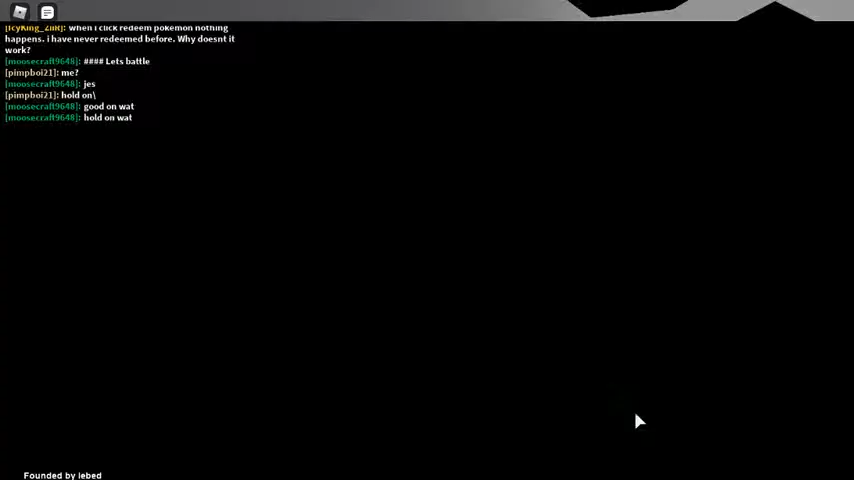 [IcyKing_ZIIR]: when i click redeem pokemon nothing
happens. i have never redeemed before. Why doesnt it
work?
[moosecraft9648]: #### Lets battle
[pimpboi21]: me?
[moosecraft9648]: jes
[pimpboi21]: hold on\
[moosecraft9648]: good on wat
[moosecraft9648]: hold on wat
Founded by lebed